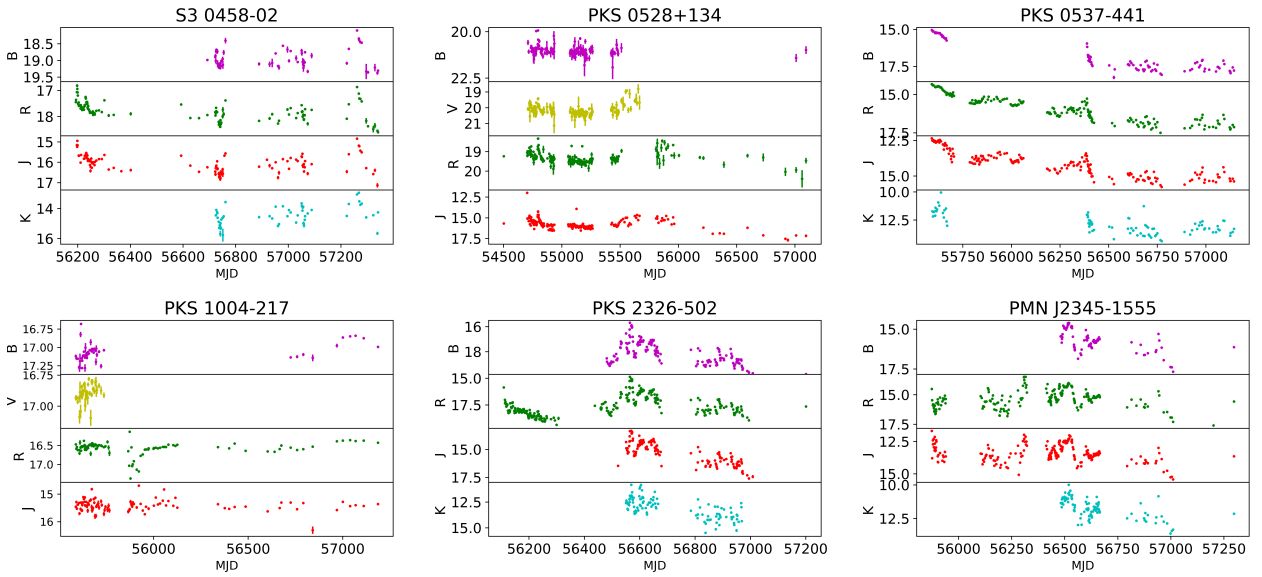 S3 0458-02
B
18.5
19.0
19.5
R
17
18
J
15
16
17
K
14
16
56200 56400 56600 56800 57000 57200
MJD
PKS 0528+134
B
20.0
22.5
V
19
20
21
R
19
20
J
12.5
15.0
17.5
54500 55000 55500 56000 56500 57000
MJD
PKS 0537-441
B
15.0
17.5
R
15.0
17.5
J
12.5
15.0
K
10.0
12.5
55750 56000 56250 56500 56750 57000
MJD
PKS 1004-217
B
16.75
17.00
17.25
V
16.75
17.00
R
16.5
17.0
J
15
16
56000 56500 57000
MJD
PKS 2326-502
B
16
18
R
15.0
17.5
J
15.0
17.5
K
12.5
15.0
56200 56400 56600 56800 57000 57200
MJD
PMN J2345-1555
B
15.0
17.5
R
15.0
17.5
J
12.5
15.0
K
10.0
12.5
56000 56250 56500 56750 57000 57250
MJD